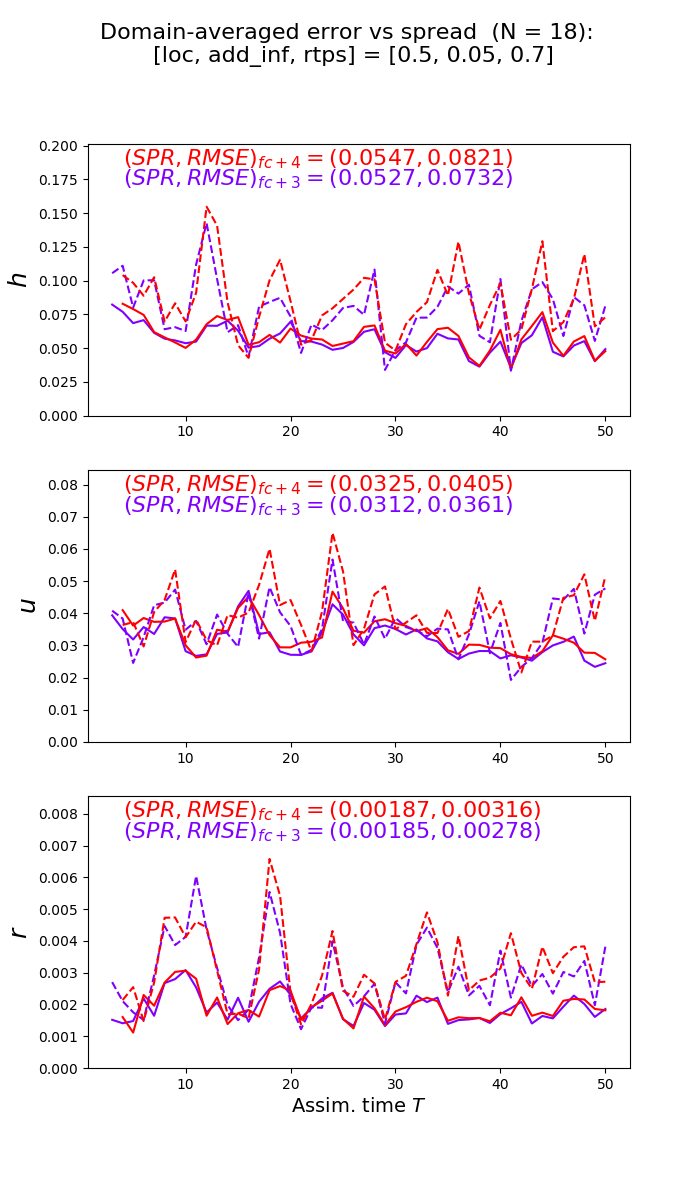 Domain-averaged error vs spread (N = 18):
[loc, add_inf, rtps] = [0.5, 0.05, 0.7]
0.200
(SPR, RMSE)fc+4 = (0.0547, 0.0821)
0.175
(SPR, RMSE)fc+3 = (0.0527, 0.0732)
0.150
0.125
h
0.100
0.075
0.050
0.025
0.000
10 20 30 40 50
(SPR, RMSE)fc+4 = (0.0325, 0.0405)
0.08
(SPR, RMSE)fc+3 = (0.0312, 0.0361)
0.07
0.06
0.05
u
0.04
0.03
0.02
0.01
0.00
10 20 30 40 50
(SPR, RMSE)fc+4 = (0.00187, 0.00316)
0.008
(SPR, RMSE)fc+3 = (0.00185, 0.00278)
0.007
0.006
0.005
r
0.004
0.003
0.002
0.001
0.000
10 20 30 40 50
Assim. time T